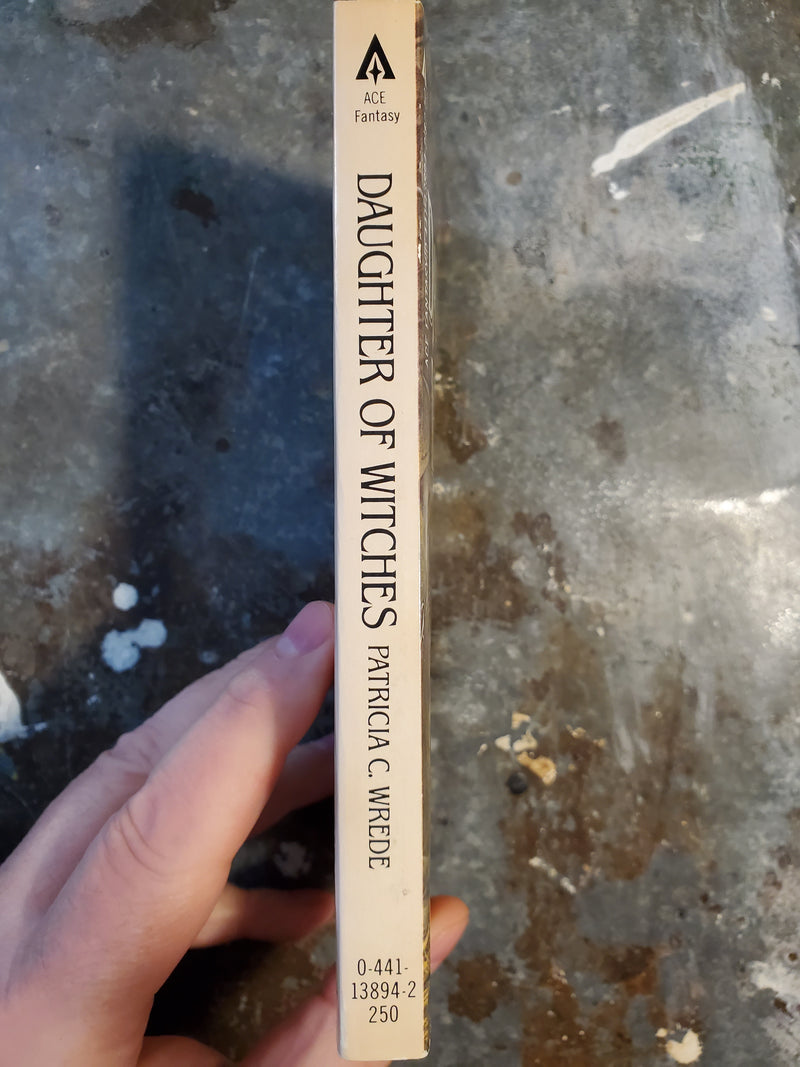 ACE
Fantasy
DAUGHTER OF WITCHES
PATRICIA C. WREDE
0-441-
13894-2
250